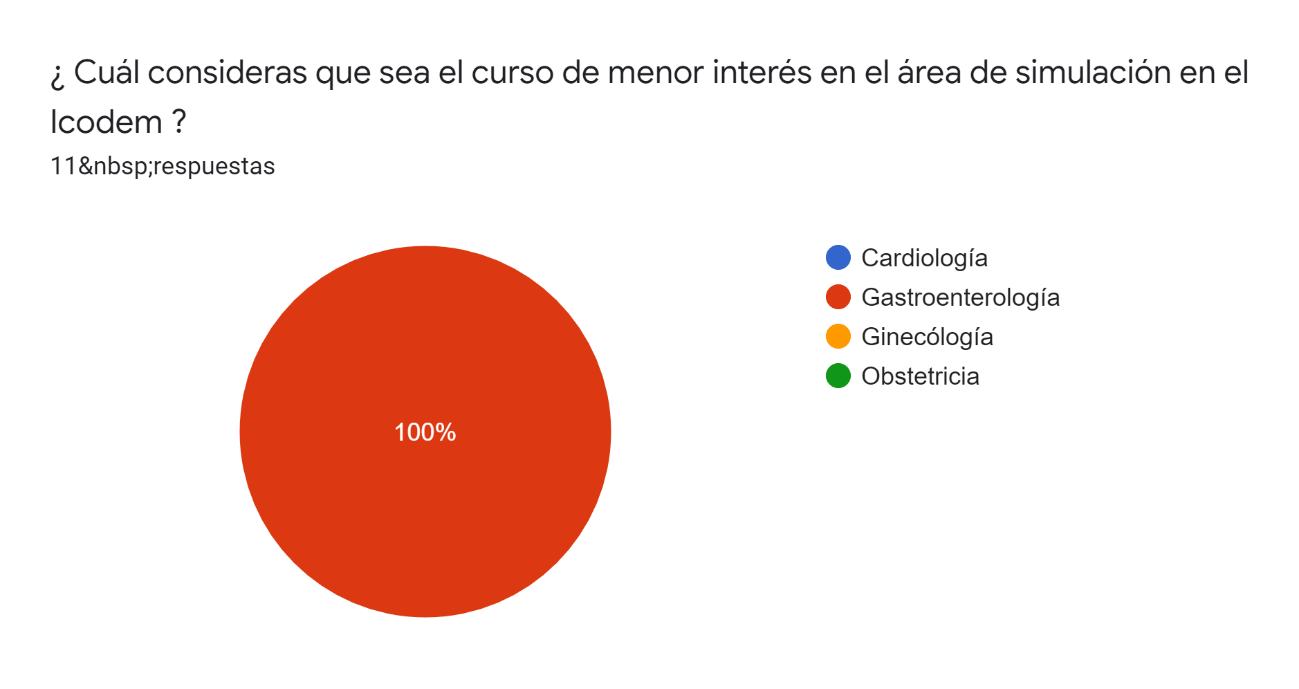 ¿ Cuál consideras que sea el curso de menor interés en el área de simulación en el
Icodem ?
11&nbsp;respuestas
Cardiología
Gastroenterología
Ginecólogía
Obstetricia
100%